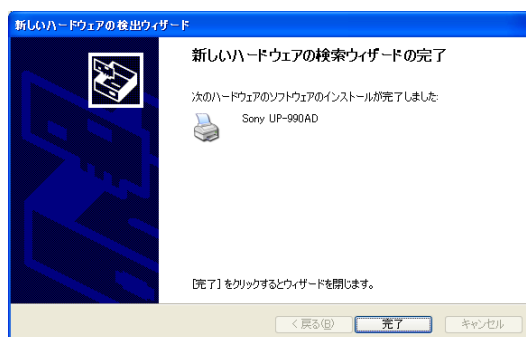 新しいハードウェアの検出ウィザード
新しいハードウェアの検索ウィザードの完了
次のハードウェアのソフトウェアのインストールが完了しました:
Sony UP-990AD
[完了] をクリックするとウィザードを閉じます。
< 戻る(B) 完了 キャンセル